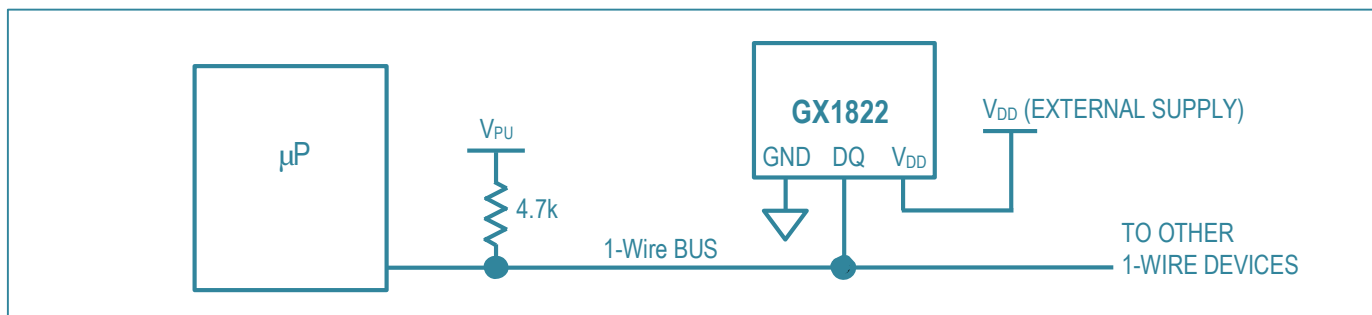 μP
VPU
4.7k
1-Wire BUS
GX1822
GND DQ VDD
VDD (EXTERNAL SUPPLY)
TO OTHER
1-WIRE DEVICES